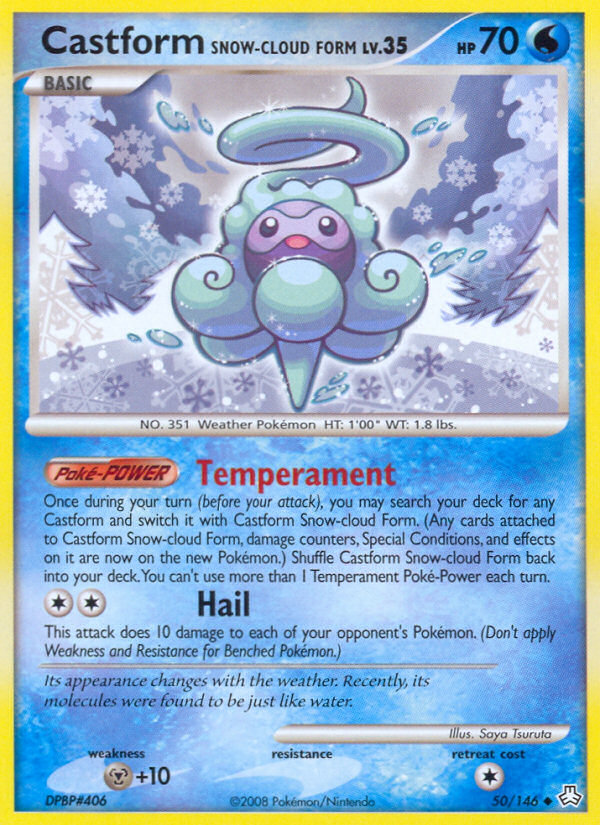 Castform SNOW-CLOUD FORM LV.35 HP 70
BASIC
NO. 351 Weather Pokémon HT: 1'00" WT: 1.8 lbs.
Poké-POWER Temperament
Once during your turn (before your attack), you may search your deck for any
Castform and switch it with Castform Snow-cloud Form. (Any cards attached
to Castform Snow-cloud Form, damage counters, Special Conditions, and effects
on it are now on the new Pokémon.) Shuffle Castform Snow-cloud Form back
into your deck. You can't use more than 1 Temperament Poké-Power each turn.
Hail
This attack does 10 damage to each of your opponent's Pokémon. (Don't apply
Weakness and Resistance for Benched Pokémon.)
Its appearance changes with the weather. Recently, its
molecules were found to be just like water.
Illus. Saya Tsuruta
weakness resistance retreat cost
+10
DPBP#406 ©2008 Pokémon/Nintendo 50/146